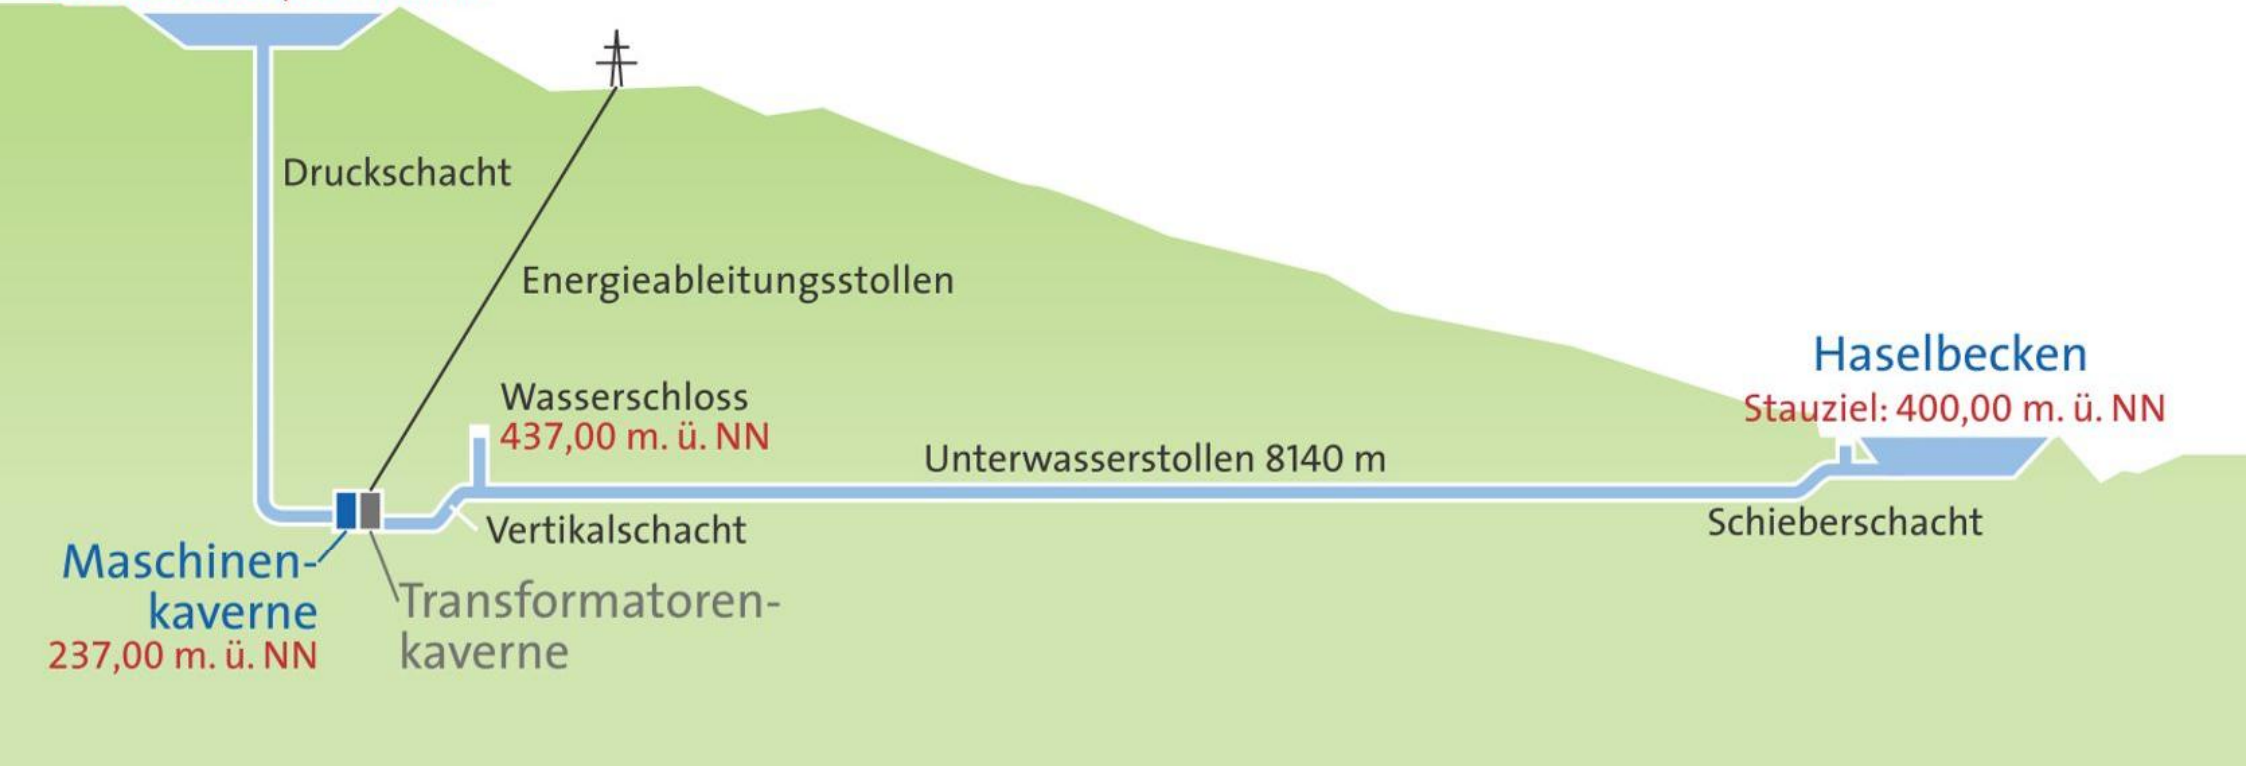 Druckschacht
Energieableitungsstollen
Wasserschloss
437,00 m. ü. NN
Haselbecken
Stauziel: 400,00 m. ü. NN
Unterwasserstollen 8140 m
Schieberschacht
Vertikalschacht
Maschinen-
kaverne
237,00 m. ü. NN
Transformatoren-
kaverne